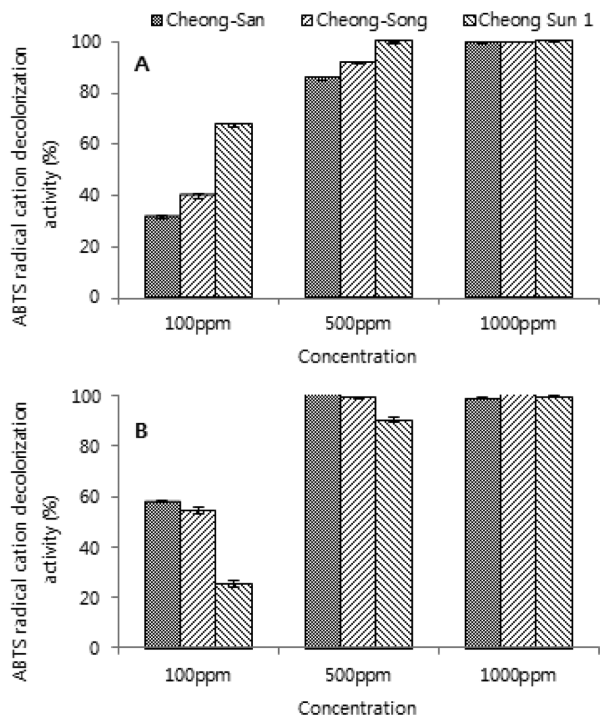 Cheong-San Cheong-Song Cheong Sun 1
A
ABTS radical cation decolorization
activity (%)
100
80
60
40
20
0
100ppm 500ppm 1000ppm
Concentration
B
ABTS radical cation decolorization
activity (%)
100
80
60
40
20
0
100ppm 500ppm 1000ppm
Concentration